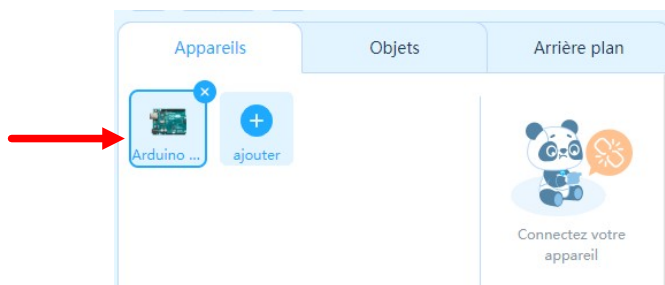 Appareils
Objets
Arrière plan
Arduino ...
ajouter
Connectez votre
appareil